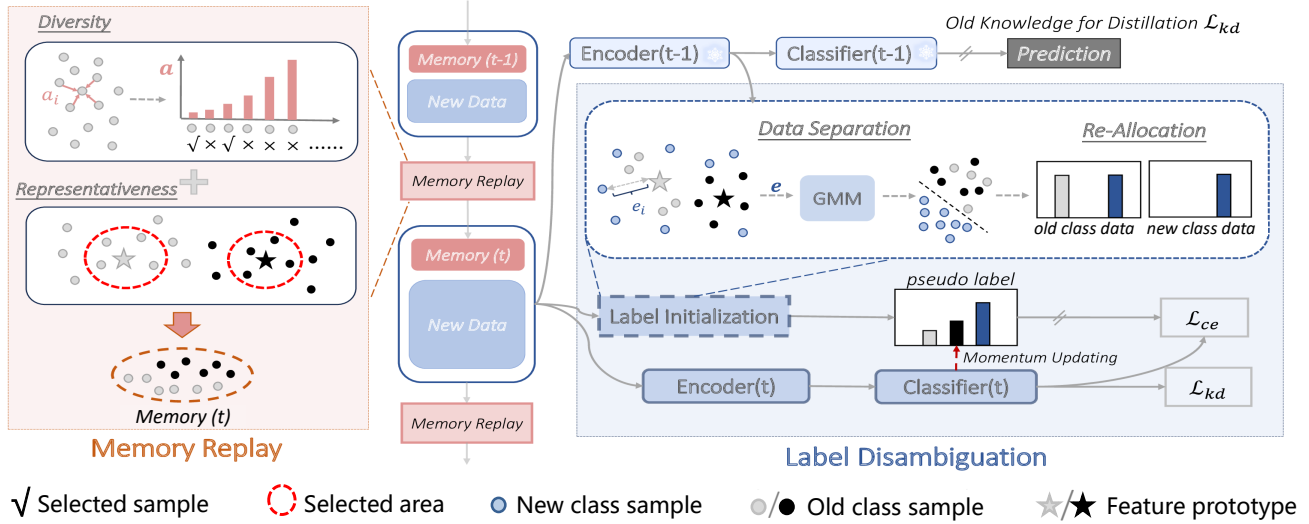 Diversity
a
a_i
√ × √ × × × ......
Representativeness
Memory (t)
Memory Replay
Memory (t-1)
New Data
Memory Replay
Memory (t)
New Data
Memory Replay
Old Knowledge for Distillation ℒ_kd
Encoder(t-1)
Classifier(t-1)
Prediction
Data Separation
Re-Allocation
e_i
e
GMM
old class data
new class data
Label Initialization
pseudo label
ℒ_ce
Momentum Updating
Encoder(t)
Classifier(t)
ℒ_kd
Label Disambiguation
√ Selected sample
Selected area
New class sample
/ Old class sample
/ Feature prototype